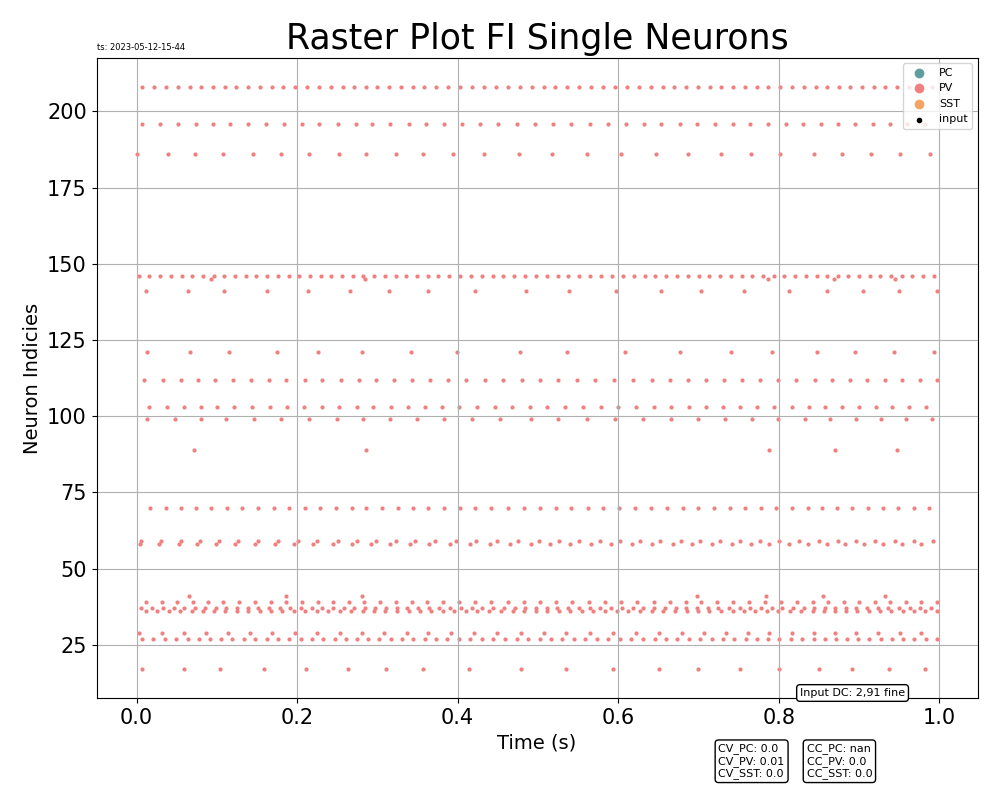 Raster Plot FI Single Neurons
ts: 2023-05-12-15-44
PC
PV
SST
input
200
175
150
125
100
75
50
25
Neuron Indicies
0.0 0.2 0.4 0.6 0.8 1.0
Time (s)
Input DC: 2,91 fine
CV_PC: 0.0
CV_PV: 0.01
CV_SST: 0.0
CC_PC: nan
CC_PV: 0.0
CC_SST: 0.0